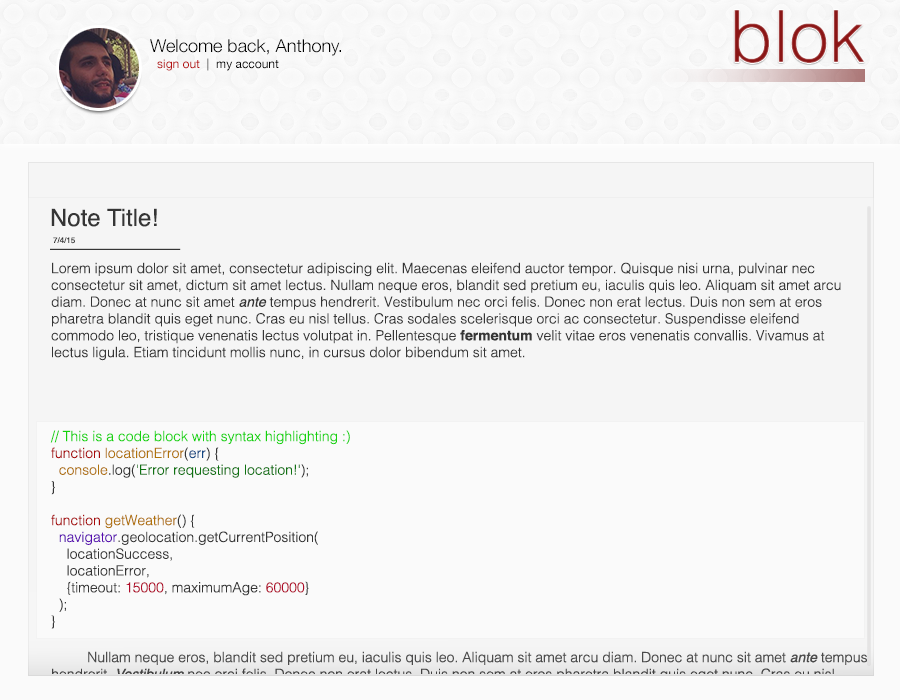 Welcome back, Anthony.
sign out | my account
blok
Note Title!
7/4/15
Lorem ipsum dolor sit amet, consectetur adipiscing elit. Maecenas eleifend auctor tempor. Quisque nisi urna, pulvinar nec
consectetur sit amet, dictum sit amet lectus. Nullam neque eros, blandit sed pretium eu, iaculis quis leo. Aliquam sit amet arcu
diam. Donec at nunc sit amet ante tempus hendrerit. Vestibulum nec orci felis. Donec non erat lectus. Duis non sem at eros
pharetra blandit quis eget nunc. Cras eu nisl tellus. Cras sodales scelerisque orci ac consectetur. Suspendisse eleifend
commodo leo, tristique venenatis lectus volutpat in. Pellentesque fermentum velit vitae eros venenatis convallis. Vivamus at
lectus ligula. Etiam tincidunt mollis nunc, in cursus dolor bibendum sit amet.
// This is a code block with syntax highlighting :)
function locationError(err) {
  console.log('Error requesting location!');
}
function getWeather() {
  navigator.geolocation.getCurrentPosition(
    locationSuccess,
    locationError,
    {timeout: 15000, maximumAge: 60000}
  );
}
Nullam neque eros, blandit sed pretium eu, iaculis quis leo. Aliquam sit amet arcu diam. Donec at nunc sit amet ante tempus
hendrerit. Vestibulum nec orci felis. Donec non erat lectus. Duis non sem at eros pharetra blandit quis eget nunc. Cras eu nisl